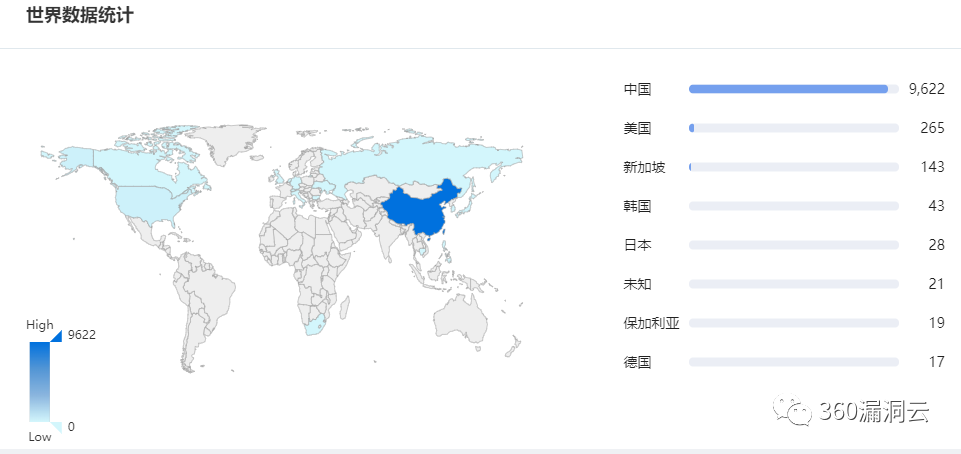 世界数据统计
中国 9,622
美国 265
新加坡 143
韩国 43
日本 28
未知 21
保加利亚 19
德国 17
High
9622
0
Low
360漏洞云